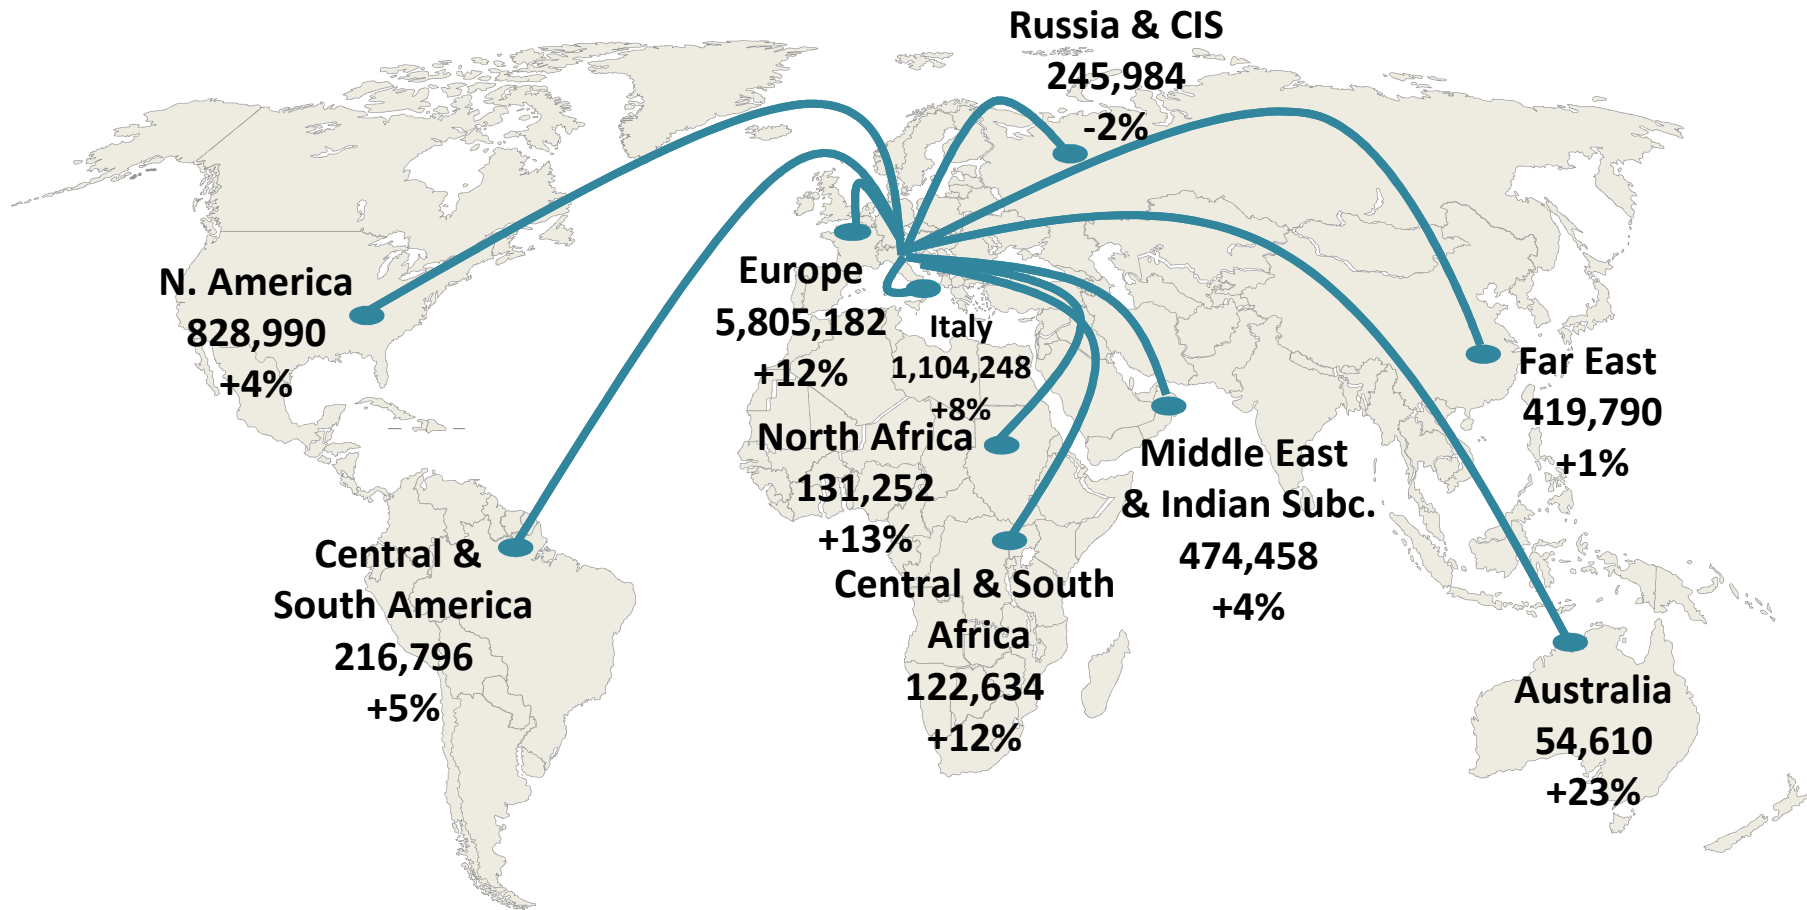 Russia & CIS
245,984
-2%
N. America
828,990
+4%
Europe
5,805,182
+12%
Italy
1,104,248
+8%
Far East
419,790
+1%
North Africa
131,252
+13%
Middle East
& Indian Subc.
474,458
+4%
Central &
South America
216,796
+5%
Central & South
Africa
122,634
+12%
Australia
54,610
+23%